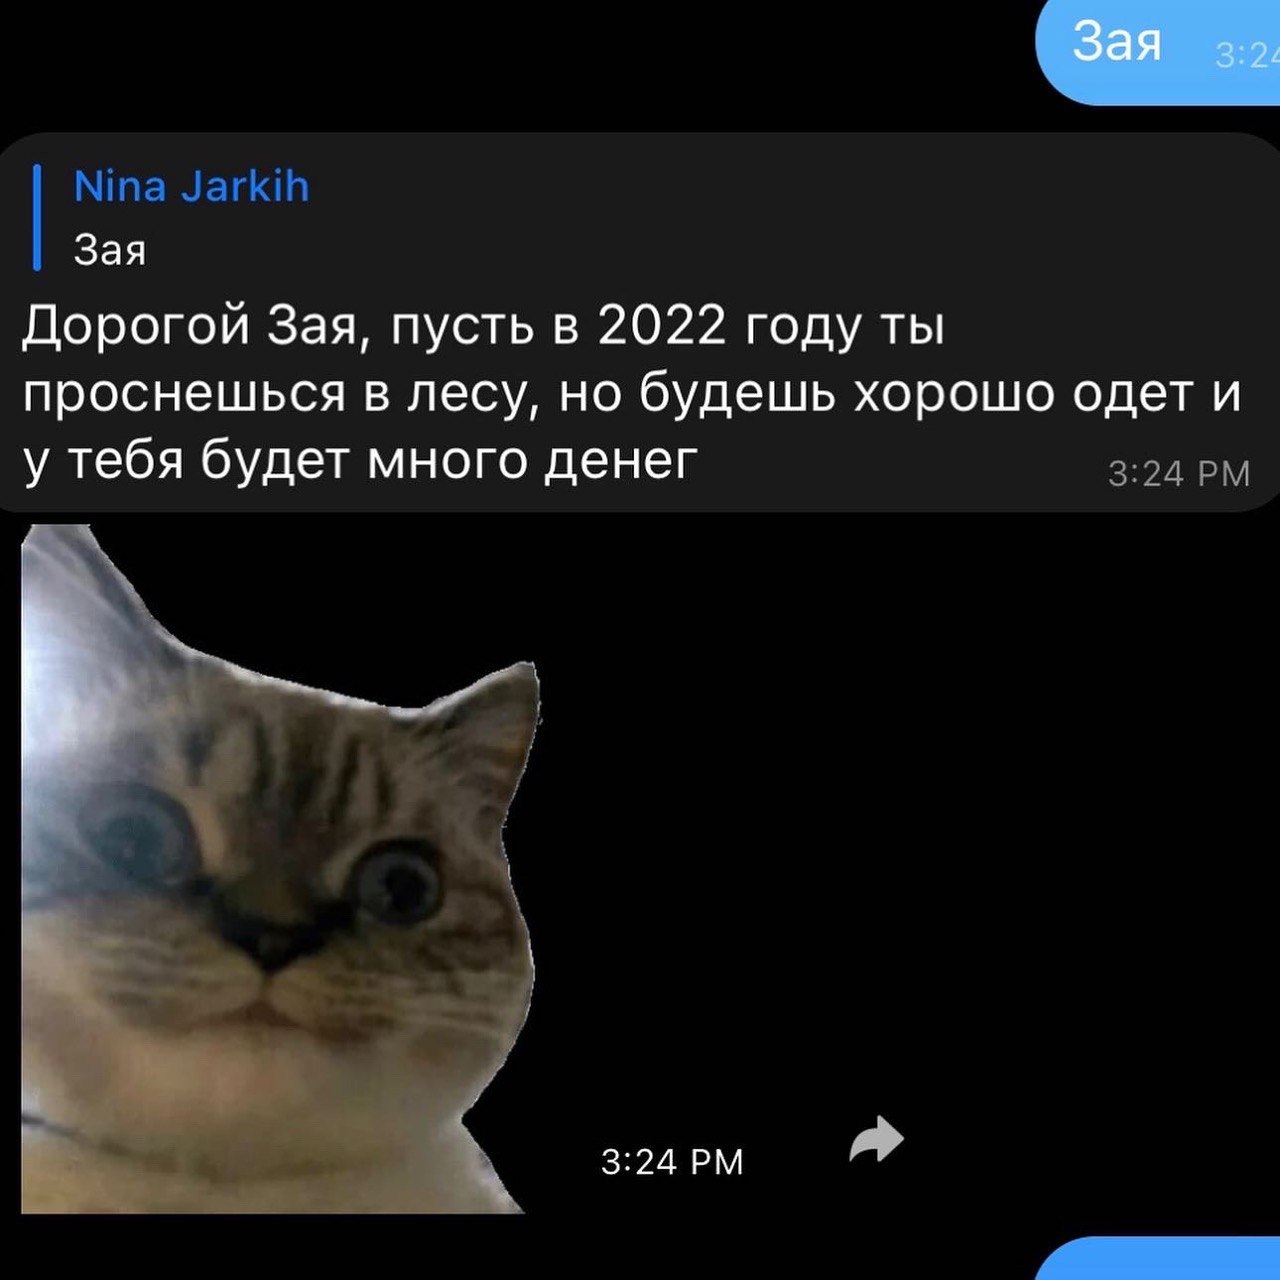 Зая 3:24
Nina Jarkih
Зая
Дорогой Зая, пусть в 2022 году ты
проснешься в лесу, но будешь хорошо одет и
у тебя будет много денег
3:24 PM
3:24 PM